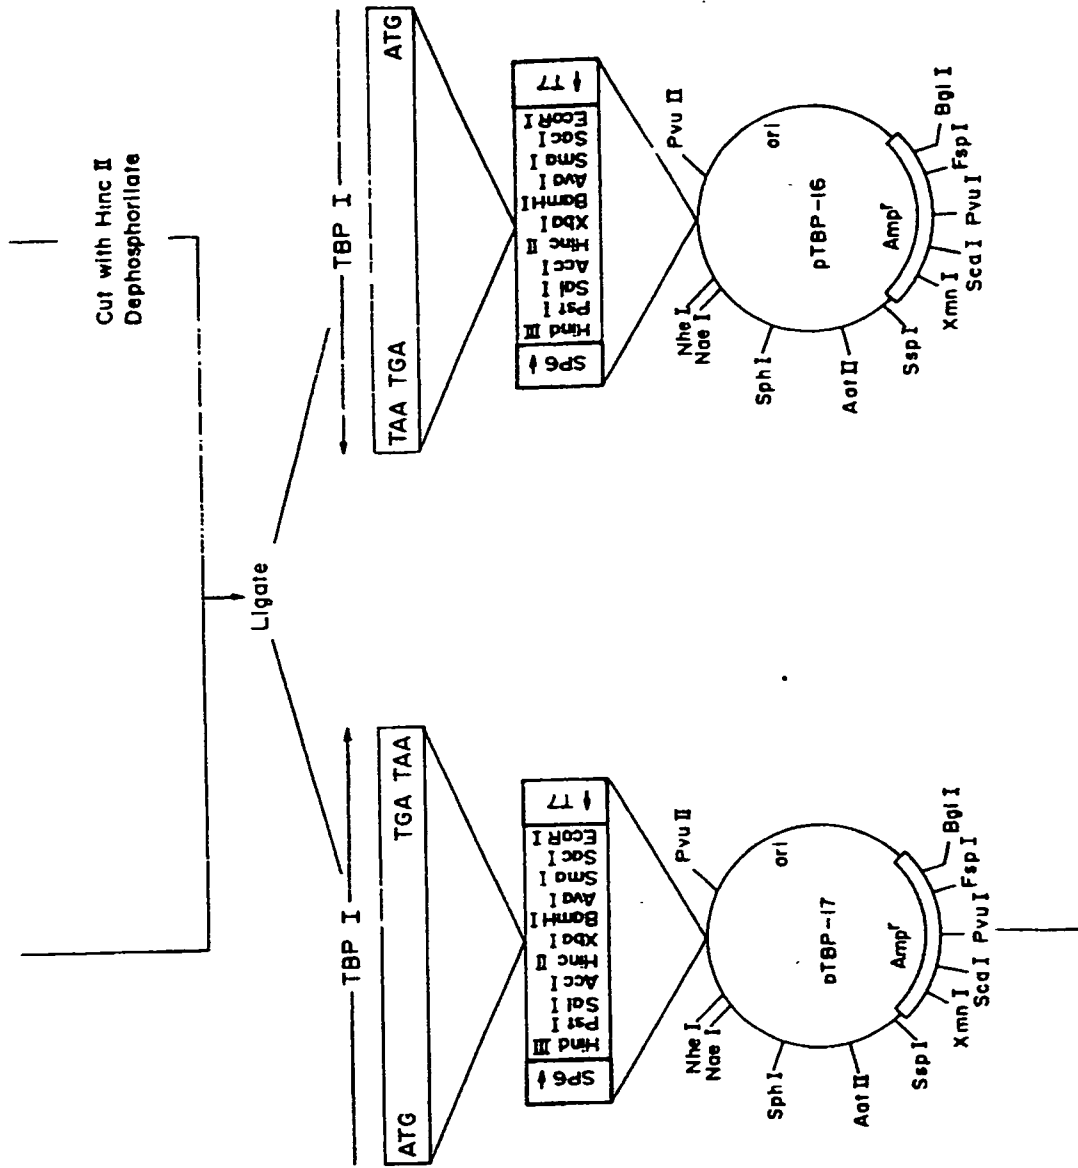 Cut with Hinc II
Dephosphorilate
Ligate
TBP I
ATG
TGA TAA
SP6
Hind III
Pst I
Sal I
Acc I
Hinc II
Xba I
BamH I
Ava I
Sma I
Sac I
EcoR I
T7
Pvu II
ori
Nhe I
Nae I
pTBP-17
Sph I
Aat II
Ampr
Ssp I
Xmn I
Sca I
Pvu I
Fsp I
Bgl I
TBP I
TAA TGA
ATG
SP6
Hind III
Pst I
Sal I
Acc I
Hinc II
Xba I
BamH I
Ava I
Sma I
Sac I
EcoR I
T7
Pvu II
ori
Nhe I
Nae I
pTBP-16
Sph I
Aat II
Ampr
Ssp I
Xmn I
Sca I
Pvu I
Fsp I
Bgl I